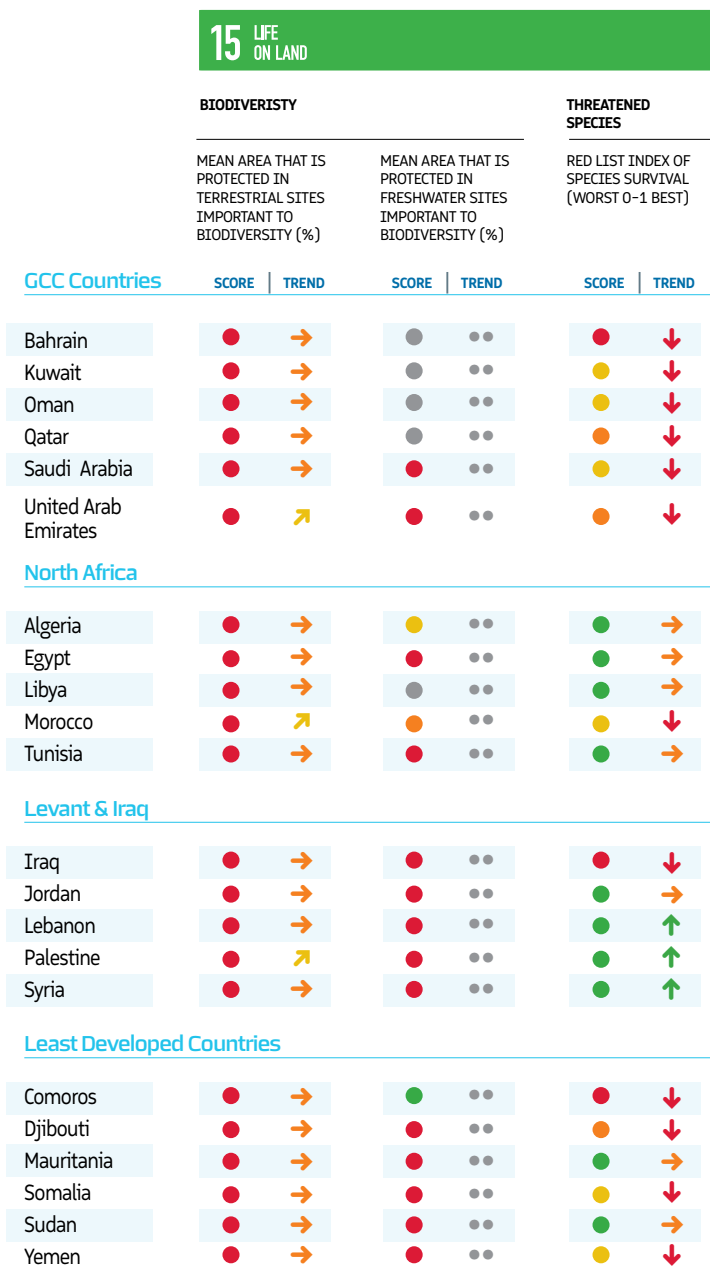 15 LIFE
ON LAND
BIODIVERISTY
THREATENED
SPECIES
MEAN AREA THAT IS
PROTECTED IN
TERRESTRIAL SITES
IMPORTANT TO
BIODIVERSITY (%)
MEAN AREA THAT IS
PROTECTED IN
FRESHWATER SITES
IMPORTANT TO
BIODIVERSITY (%)
RED LIST INDEX OF
SPECIES SURVIVAL
(WORST 0–1 BEST)
GCC Countries SCORE | TREND SCORE | TREND SCORE | TREND
Bahrain
Kuwait
Oman
Qatar
Saudi Arabia
United Arab
Emirates
North Africa
Algeria
Egypt
Libya
Morocco
Tunisia
Levant & Iraq
Iraq
Jordan
Lebanon
Palestine
Syria
Least Developed Countries
Comoros
Djibouti
Mauritania
Somalia
Sudan
Yemen